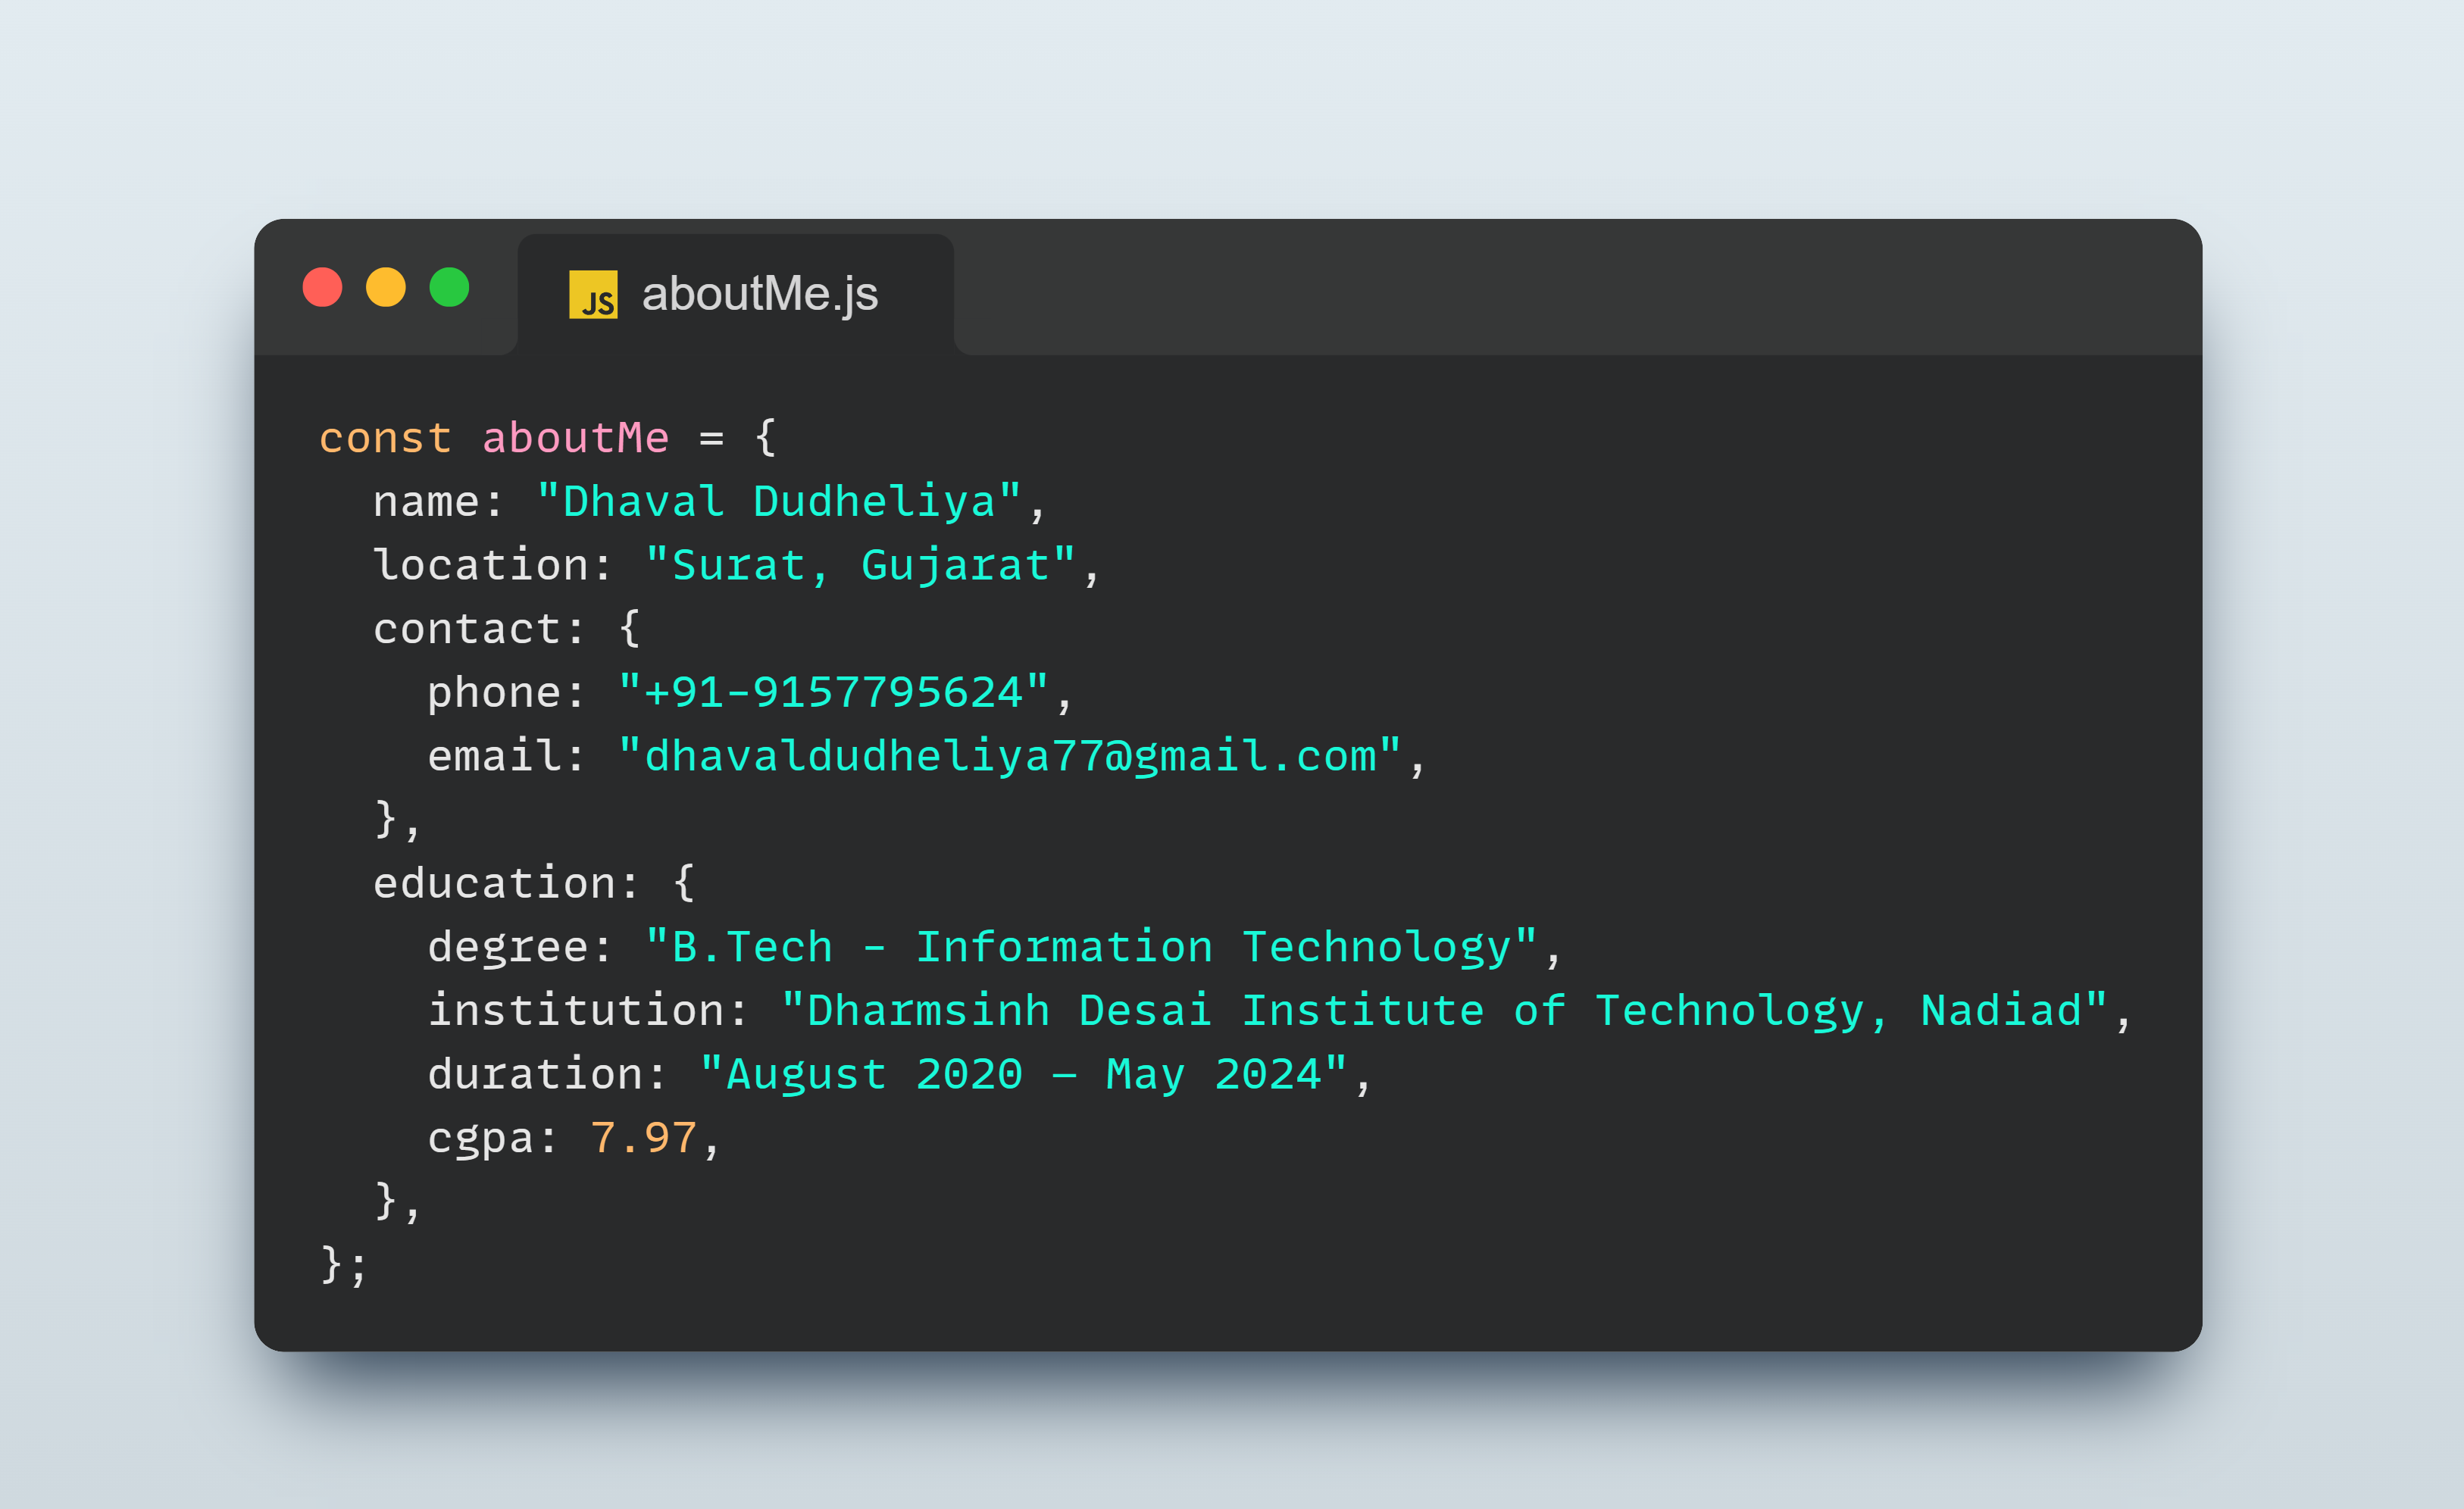 JS aboutMe.js
const aboutMe = {
  name: "Dhaval Dudheliya",
  location: "Surat, Gujarat",
  contact: {
    phone: "+91-9157795624",
    email: "dhavaldudheliya77@gmail.com",
  },
  education: {
    degree: "B.Tech - Information Technology",
    institution: "Dharmsinh Desai Institute of Technology, Nadiad",
    duration: "August 2020 – May 2024",
    cgpa: 7.97,
  },
};